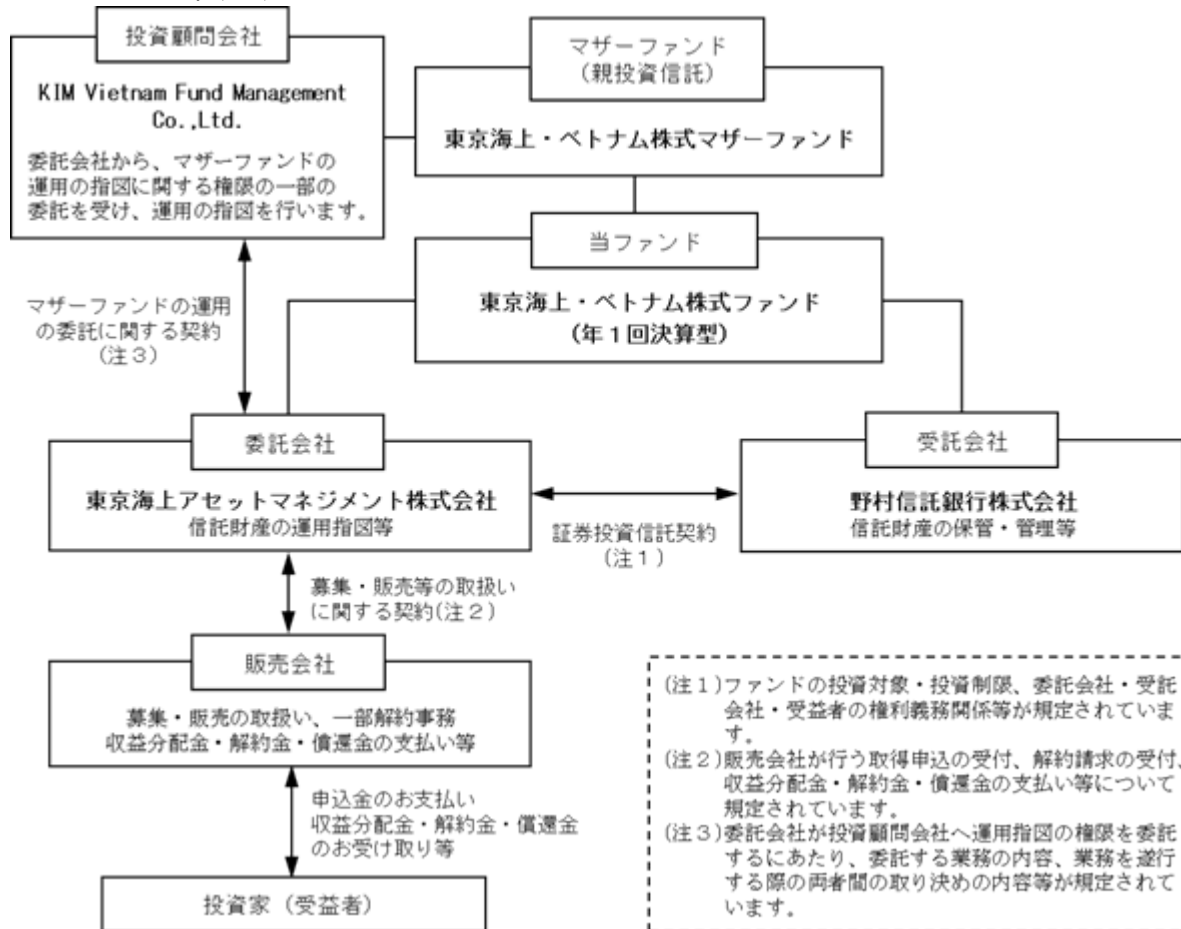 投資顧問会社
KIM Vietnam Fund Management
Co.,Ltd.
委託会社から、マザーファンドの
運用の指図に関する権限の一部の
委託を受け、運用の指図を行います。
マザーファンド
(親投資信託)
東京海上・ベトナム株式マザーファンド
当ファンド
東京海上・ベトナム株式ファンド
(年1回決算型)
マザーファンドの運用
の委託に関する契約
(注3)
委託会社
東京海上アセットマネジメント株式会社
信託財産の運用指図等
証券投資信託契約
(注1)
受託会社
野村信託銀行株式会社
信託財産の保管・管理等
募集・販売等の取扱い
に関する契約(注2)
販売会社
募集・販売の取扱い、一部解約事務
収益分配金・解約金・償還金の支払い等
申込金のお支払い
収益分配金・解約金・償還金
のお受け取り等
投資家(受益者)
(注1)ファンドの投資対象・投資制限、委託会社・受託
会社・受益者の権利義務関係等が規定されていま
す。
(注2)販売会社が行う取得申込の受付、解約請求の受付、
収益分配金・解約金・償還金の支払い等について
規定されています。
(注3)委託会社が投資顧問会社へ運用指図の権限を委託
するにあたり、委託する業務の内容、業務を遂行
する際の両者間の取り決めの内容等が規定されて
います。